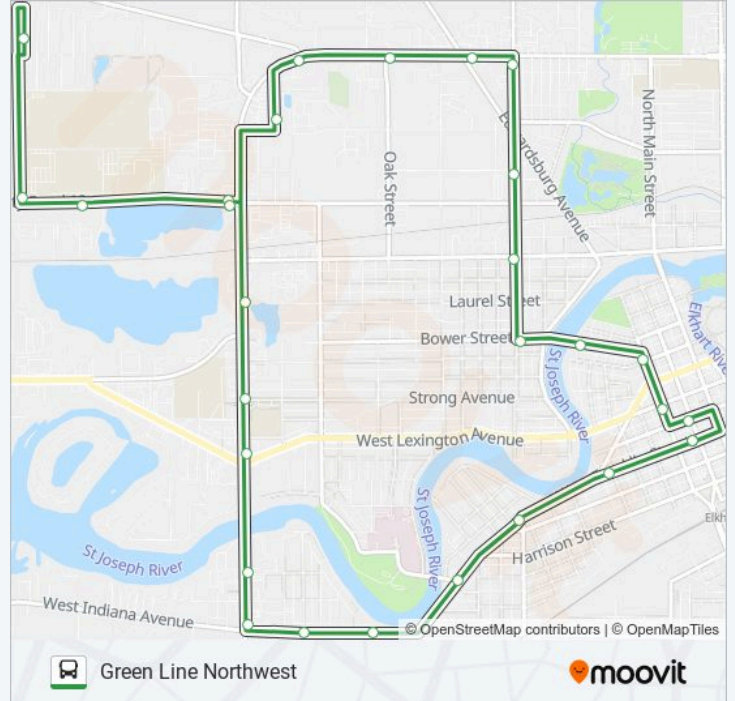 North Main Street
Edwardsburg Avenue
Oak Street
Laurel Street
Elkhart River
Bower Street
St Joseph River
Strong Avenue
West Lexington Avenue
St Joseph River
Harrison Street
Elkh
St Joseph River
West Indiana Avenue
© OpenStreetMap contributors | © OpenMapTiles
Green Line Northwest
moovit